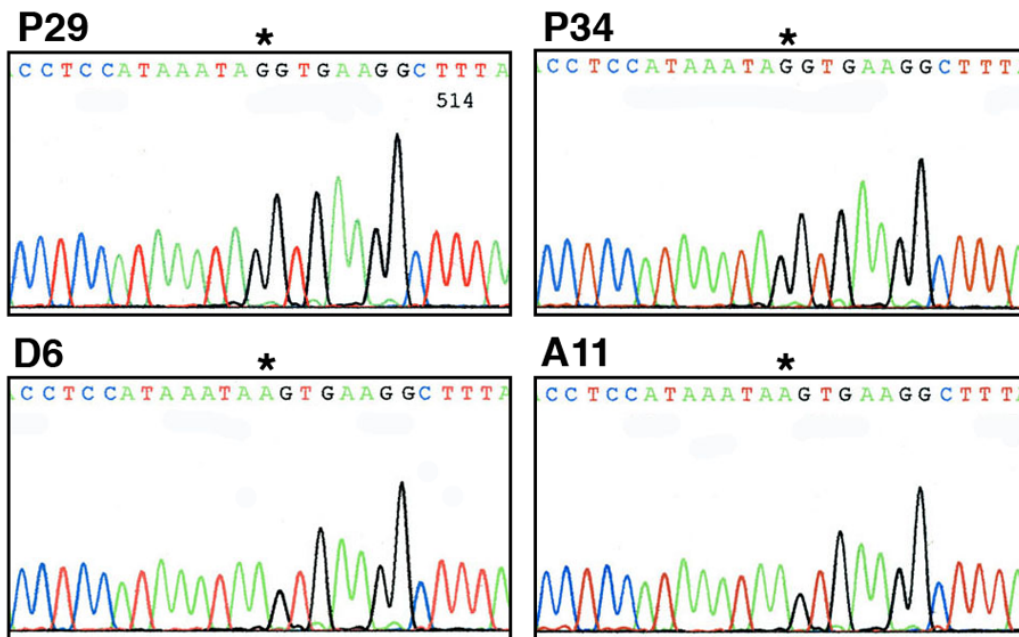 P29
*
CCTCCATAAATAGGTGAAGGCTTTA
514
P34
*
CCTCCATAAATAGGTGAAGGCTTT
D6
*
CCTCCATAAATAAGTGAAGGCTTTA
A11
*
CCTCCATAAATAAGTGAAGGCTTT